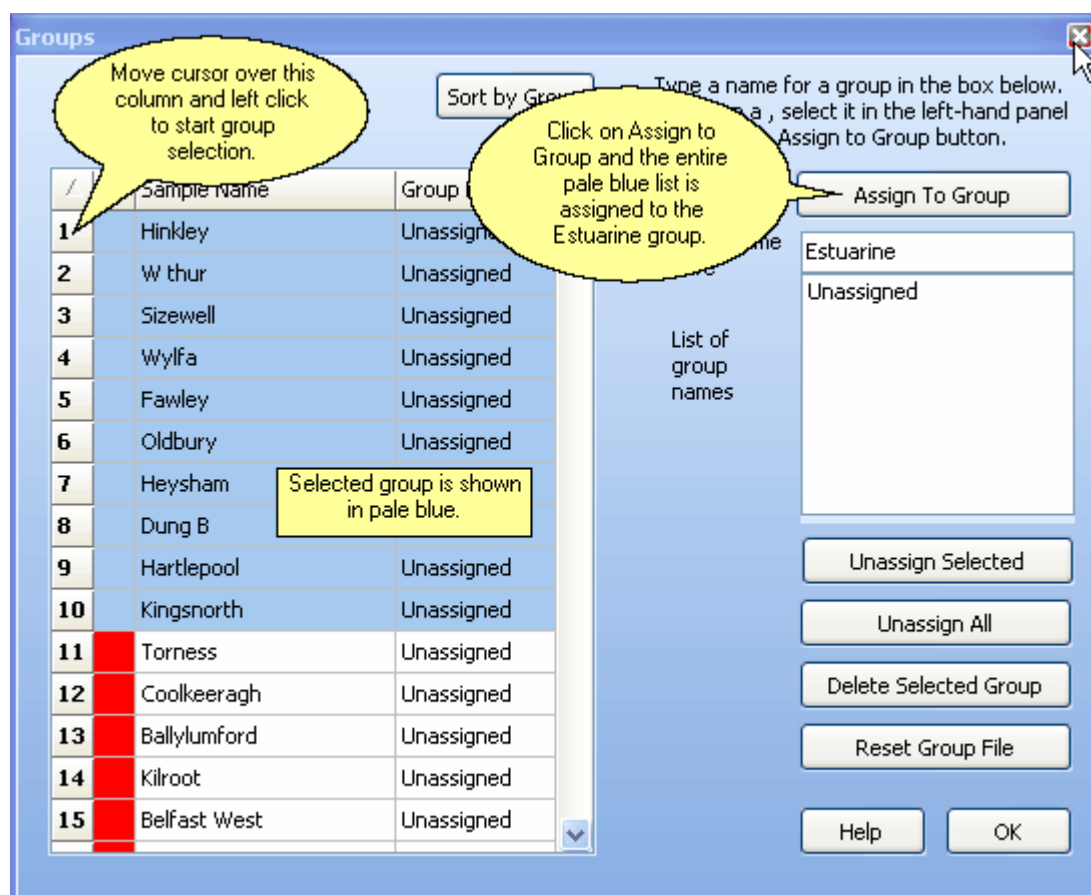 Groups
Move cursor over this
column and left click
to start group
selection.
Sort by Grou
Type a name for a group in the box below.
a , select it in the left-hand panel
Assign to Group button.
Click on Assign to
Group and the entire
pale blue list is
assigned to the
Estuarine group.
Assign To Group
Sample Name Group
1 Hinkley Unassigned
2 W thur Unassigned
3 Sizewell Unassigned
4 Wylfa Unassigned
5 Fawley Unassigned
6 Oldbury Unassigned
7 Heysham
8 Dung B
9 Hartlepool Unassigned
10 Kingsnorth Unassigned
11 Torness Unassigned
12 Coolkeeragh Unassigned
13 Ballylumford Unassigned
14 Kilroot Unassigned
15 Belfast West Unassigned
Selected group is shown
in pale blue.
Estuarine
Unassigned
List of
group
names
Unassign Selected
Unassign All
Delete Selected Group
Reset Group File
Help
OK